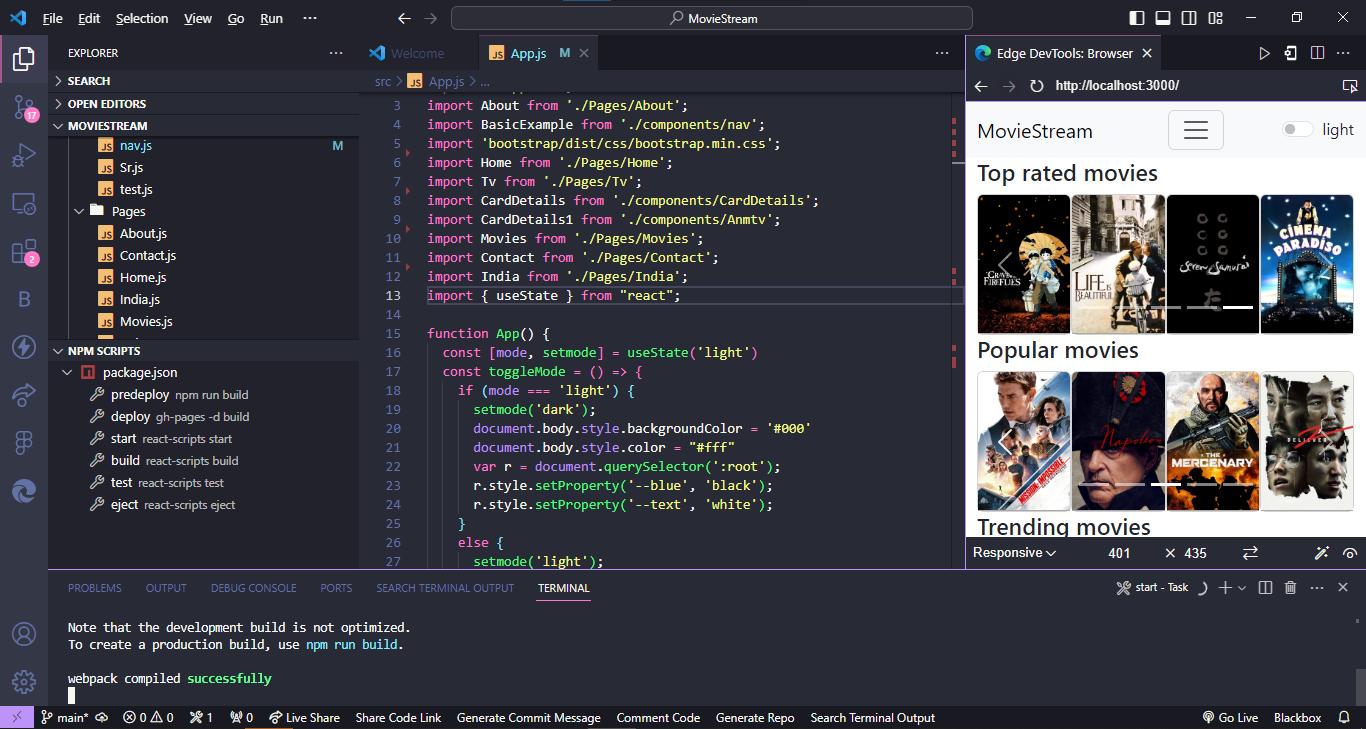 File Edit Selection View Go Run ···
MovieStream
EXPLORER
SEARCH
OPEN EDITORS
MOVIESTREAM
nav.js M
Sr.js
test.js
Pages
About.js
Contact.js
Home.js
India.js
Movies.js
NPM SCRIPTS
package.json
predeploy npm run build
deploy gh-pages -d build
start react-scripts start
build react-scripts build
test react-scripts test
eject react-scripts eject
17
2
Welcome
App.js M
src > App.js > ...
3 import About from './Pages/About';
4 import BasicExample from './components/nav';
5 import 'bootstrap/dist/css/bootstrap.min.css';
6 import Home from './Pages/Home';
7 import Tv from './Pages/Tv';
8 import CardDetails from './components/CardDetails';
9 import CardDetails1 from './components/Anmtv';
10 import Movies from './Pages/Movies';
11 import Contact from './Pages/Contact';
12 import India from './Pages/India';
13 import { useState } from "react";
14
15 function App() {
16 const [mode, setmode] = useState('light')
17 const toggleMode = () => {
18 if (mode === 'light') {
19 setmode('dark');
20 document.body.style.backgroundColor = '#000'
21 document.body.style.color = "#fff"
22 var r = document.querySelector(':root');
23 r.style.setProperty('--blue', 'black');
24 r.style.setProperty('--text', 'white');
25 }
26 else {
27 setmode('light');
Edge DevTools: Browser
http://localhost:3000/
MovieStream
light
Top rated movies
GRAVE
FIREFLIES
LIFE
IS
BEAUTIFUL
Seven Samurai
CINEMA
PARADISO
Popular movies
MISSION: IMPOSSIBLE
Napoleon
THE
MERCENARY
BELIEVER
2
Trending movies
Responsive 401 × 435
PROBLEMS OUTPUT DEBUG CONSOLE PORTS SEARCH TERMINAL OUTPUT TERMINAL
start - Task
Note that the development build is not optimized.
To create a production build, use npm run build.
webpack compiled successfully
main* 0 0 1 0 Live Share Share Code Link Generate Commit Message Comment Code Generate Repo Search Terminal Output Go Live Blackbox